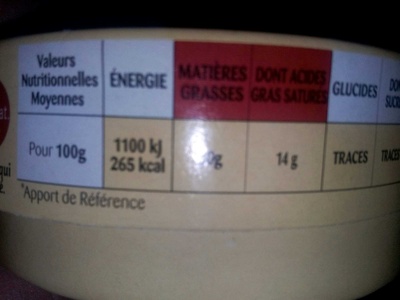 Valeurs
Nutritionnelles
Moyennes
ÉNERGIE
MATIÈRES
GRASSES
DONT ACIDES
GRAS SATURÉS
GLUCIDES
Pour 100g
1100 kJ
265 kcal
14 g
TRACES
*Apport de Référence